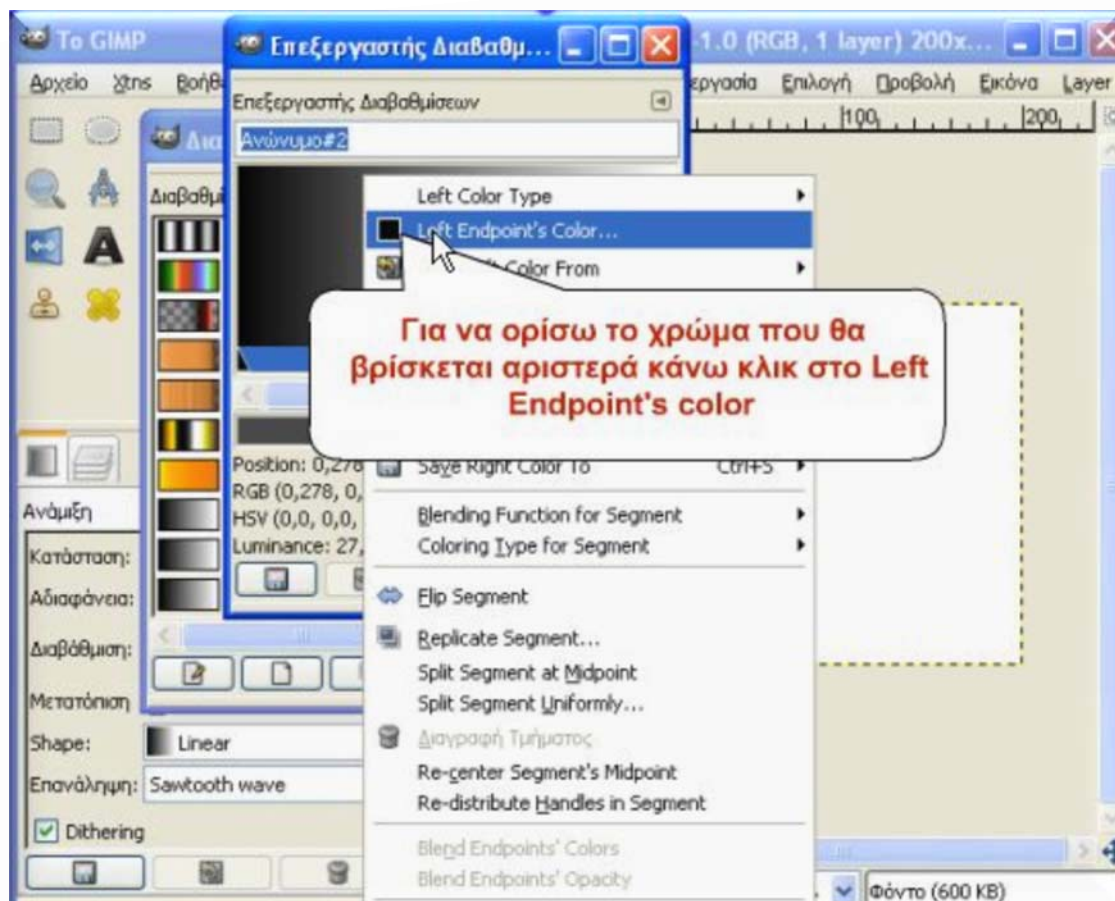 Το GIMP
Επεξεργαστής Διαβαθμ...
-1.0 (RGB, 1 layer) 200x...
Αρχείο Xtns Βοήθ
εργασία Επιλογή Προβολή Εικόνα Layer
Επεξεργαστής Διαβαθμίσεων
100 200
Ανώνυμο#2
Διαβαθμί
Left Color Type
Left Endpoint's Color...
Color From
Για να ορίσω το χρώμα που θα
βρίσκεται αριστερά κάνω κλικ στο Left
Endpoint's color
Position: 0,278
Save Right Color To Ctrl+S
RGB (0,278, 0,
HSV (0,0, 0,0,
Luminance: 27,
Blending Function for Segment
Coloring Type for Segment
Flip Segment
Replicate Segment...
Split Segment at Midpoint
Split Segment Uniformly...
Διαγραφή Τμήματος
Re-center Segment's Midpoint
Re-distribute Handles in Segment
Blend Endpoints' Colors
Blend Endpoints' Opacity
Ανάμιξη
Κατάσταση:
Αδιαφάνεια:
Διαβάθμιση:
Μετατόπιση
Shape: Linear
Επανάληψη: Sawtooth wave
Dithering
Φόντο (600 KB)